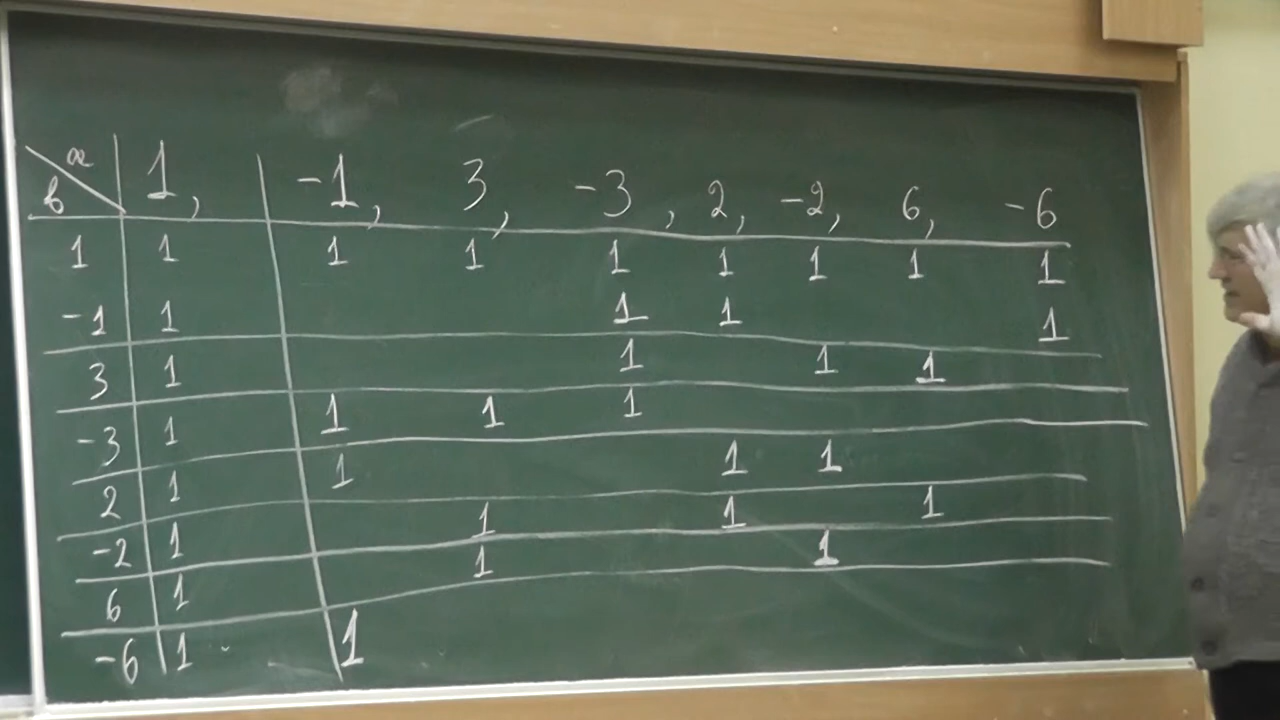 a 1, -1, 3, -3, 2, -2, 6, -6
b
1 1 1 1 1 1 1 1 1
-1 1 1 1 1
3 1 1 1 1
-3 1 1 1 1
2 1 1 1 1
-2 1 1 1 1
6 1 1 1
-6 1 1